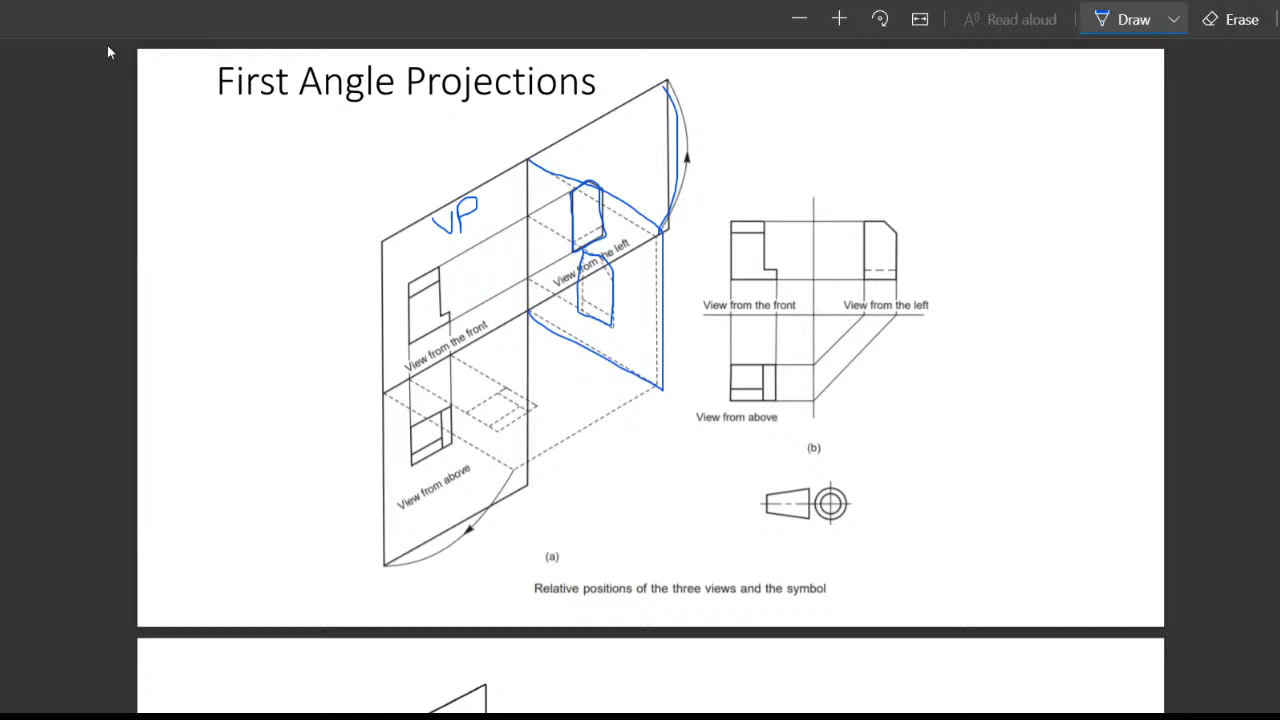 Read aloud
Draw
Erase
First Angle Projections
VP
View from the left
View from the front
View from above
View from the front
View from the left
View from above
(b)
(a)
Relative positions of the three views and the symbol